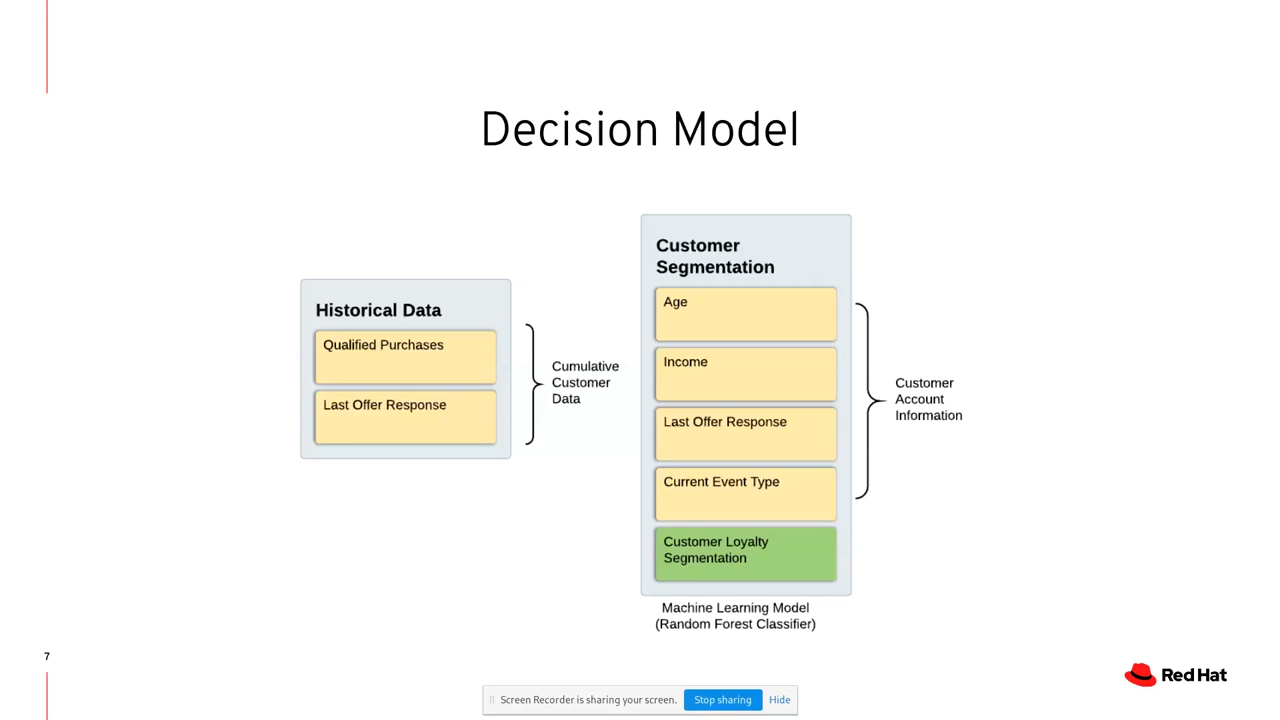 Decision Model
Historical Data
Qualified Purchases
Last Offer Response
Cumulative
Customer
Data
Customer
Segmentation
Age
Income
Last Offer Response
Current Event Type
Customer Loyalty
Segmentation
Customer
Account
Information
Machine Learning Model
(Random Forest Classifier)
7
Red Hat
Screen Recorder is sharing your screen. Stop sharing Hide